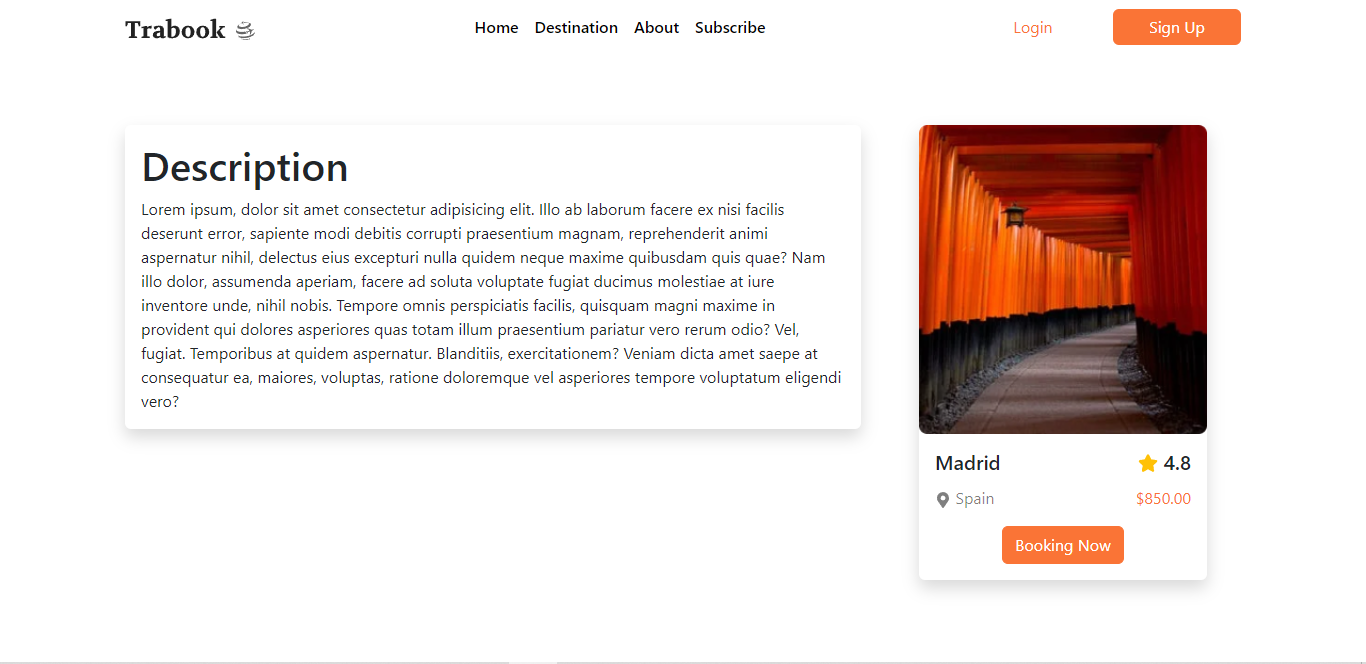 Trabook
Home Destination About Subscribe
Login
Sign Up
Description
Lorem ipsum, dolor sit amet consectetur adipisicing elit. Illo ab laborum facere ex nisi facilis
deserunt error, sapiente modi debitis corrupti praesentium magnam, reprehenderit animi
aspernatur nihil, delectus eius excepturi nulla quidem neque maxime quibusdam quis quae? Nam
illo dolor, assumenda aperiam, facere ad soluta voluptate fugiat ducimus molestiae at iure
inventore unde, nihil nobis. Tempore omnis perspiciatis facilis, quisquam magni maxime in
provident qui dolores asperiores quas totam illum praesentium pariatur vero rerum odio? Vel,
fugiat. Temporibus at quidem aspernatur. Blanditiis, exercitationem? Veniam dicta amet saepe at
consequatur ea, maiores, voluptas, ratione doloremque vel asperiores tempore voluptatum eligendi
vero?
Madrid 4.8
Spain $850.00
Booking Now